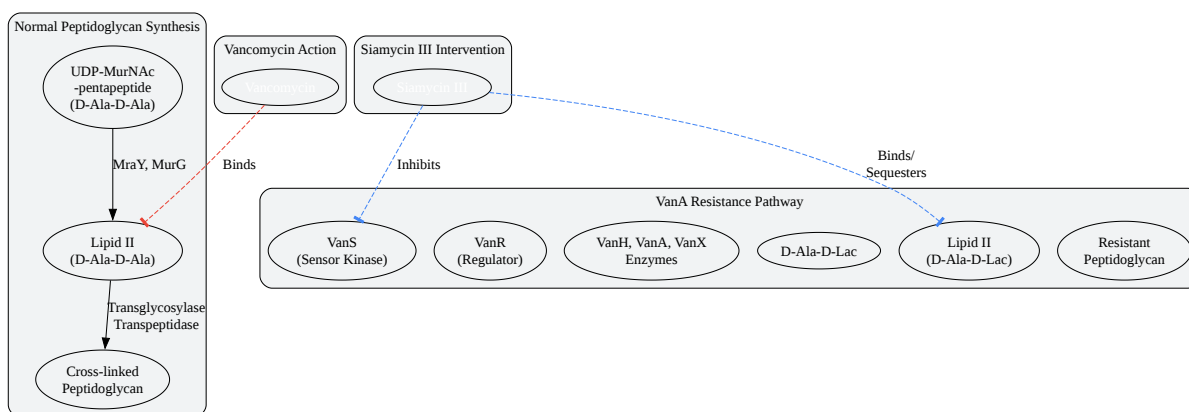 Normal Peptidoglycan Synthesis
UDP-MurNAc
-pentapeptide
(D-Ala-D-Ala)
MraY, MurG
Lipid II
(D-Ala-D-Ala)
Transglycosylase
Transpeptidase
Cross-linked
Peptidoglycan
Vancomycin Action
Vancomycin
Binds
Siamycin III Intervention
Siamycin III
Inhibits
Binds/
Sequesters
VanA Resistance Pathway
VanS
(Sensor Kinase)
VanR
(Regulator)
VanH, VanA, VanX
Enzymes
D-Ala-D-Lac
Lipid II
(D-Ala-D-Lac)
Resistant
Peptidoglycan